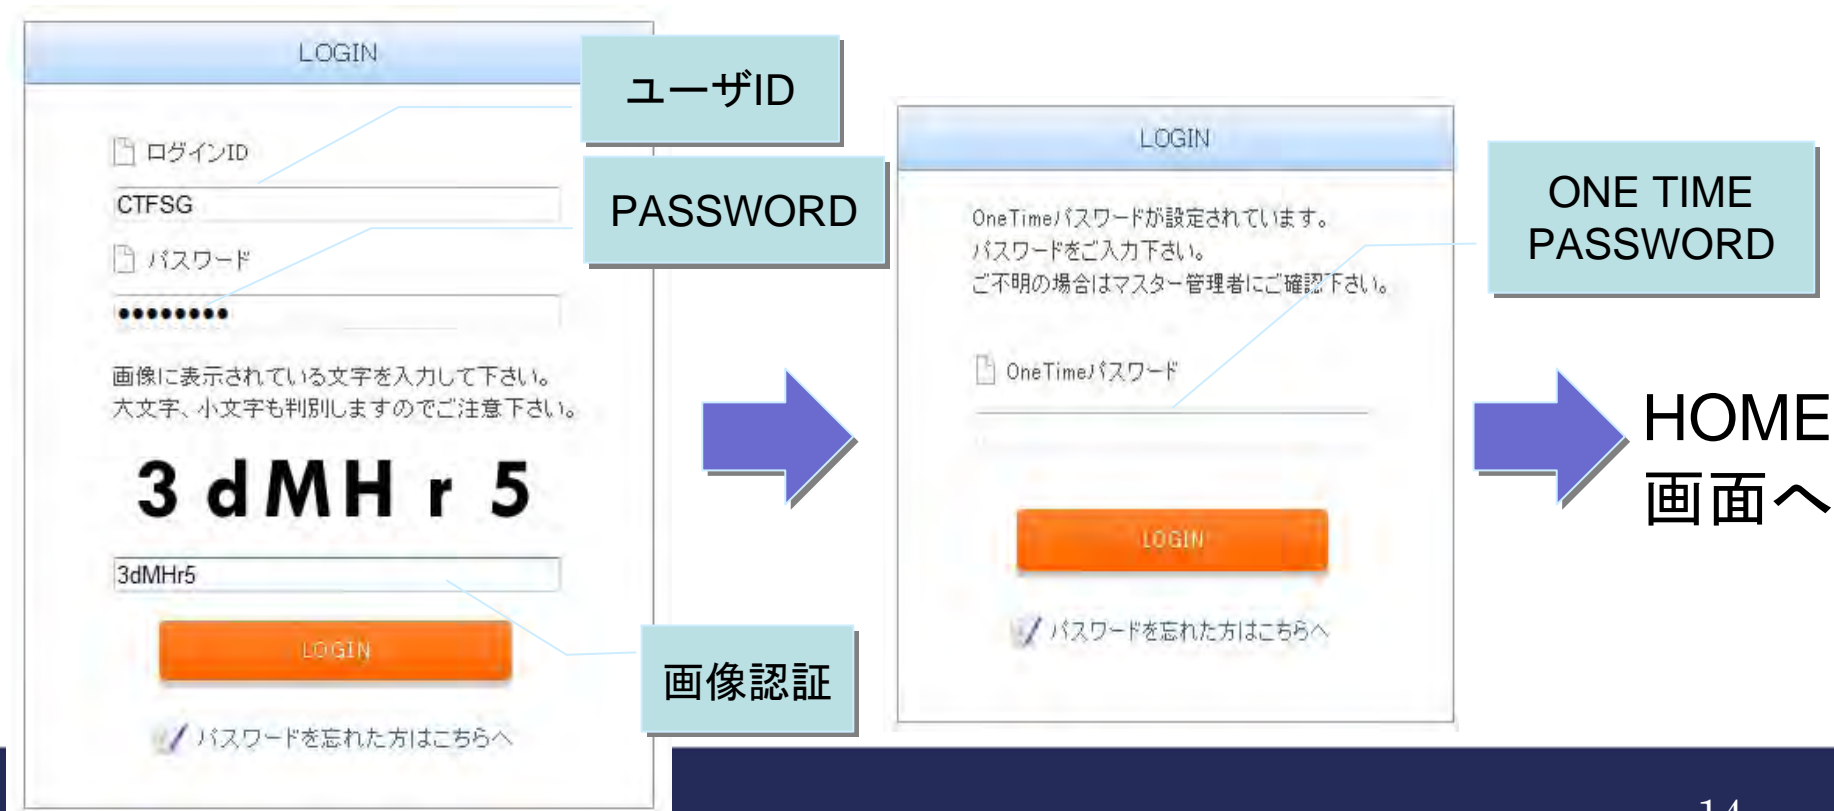 LOGIN
ログインID
CTFSG
パスワード
••••••••
画像に表示されている文字を入力して下さい。
大文字、小文字も判別しますのでご注意下さい。
3 d M H r 5
3dMHr5
LOGIN
パスワードを忘れた方はこちらへ
ユーザID
PASSWORD
画像認証
LOGIN
OneTimeパスワードが設定されています。
パスワードをご入力下さい。
ご不明の場合はマスター管理者にご確認下さい。
OneTimeパスワード
LOGIN
パスワードを忘れた方はこちらへ
ONE TIME
PASSWORD
HOME
画面へ
14